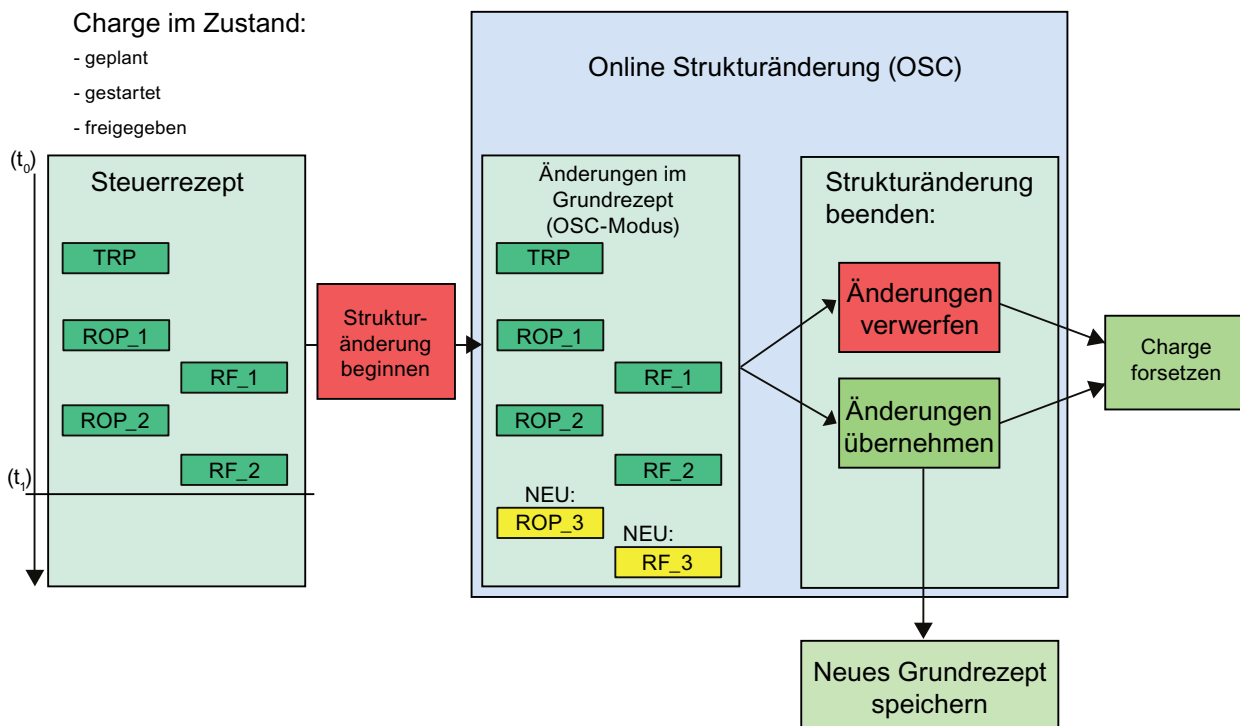 Charge im Zustand:
- geplant
- gestartet
- freigegeben
(t0)
Steuerrezept
TRP
ROP_1
RF_1
ROP_2
RF_2
(t1)
Struktur-
änderung
beginnen
Online Strukturänderung (OSC)
Änderungen im
Grundrezept
(OSC-Modus)
TRP
ROP_1
RF_1
ROP_2
RF_2
NEU:
ROP_3
NEU:
RF_3
Strukturänderung
beenden:
Änderungen
verwerfen
Änderungen
übernehmen
Charge
forsetzen
Neues Grundrezept
speichern